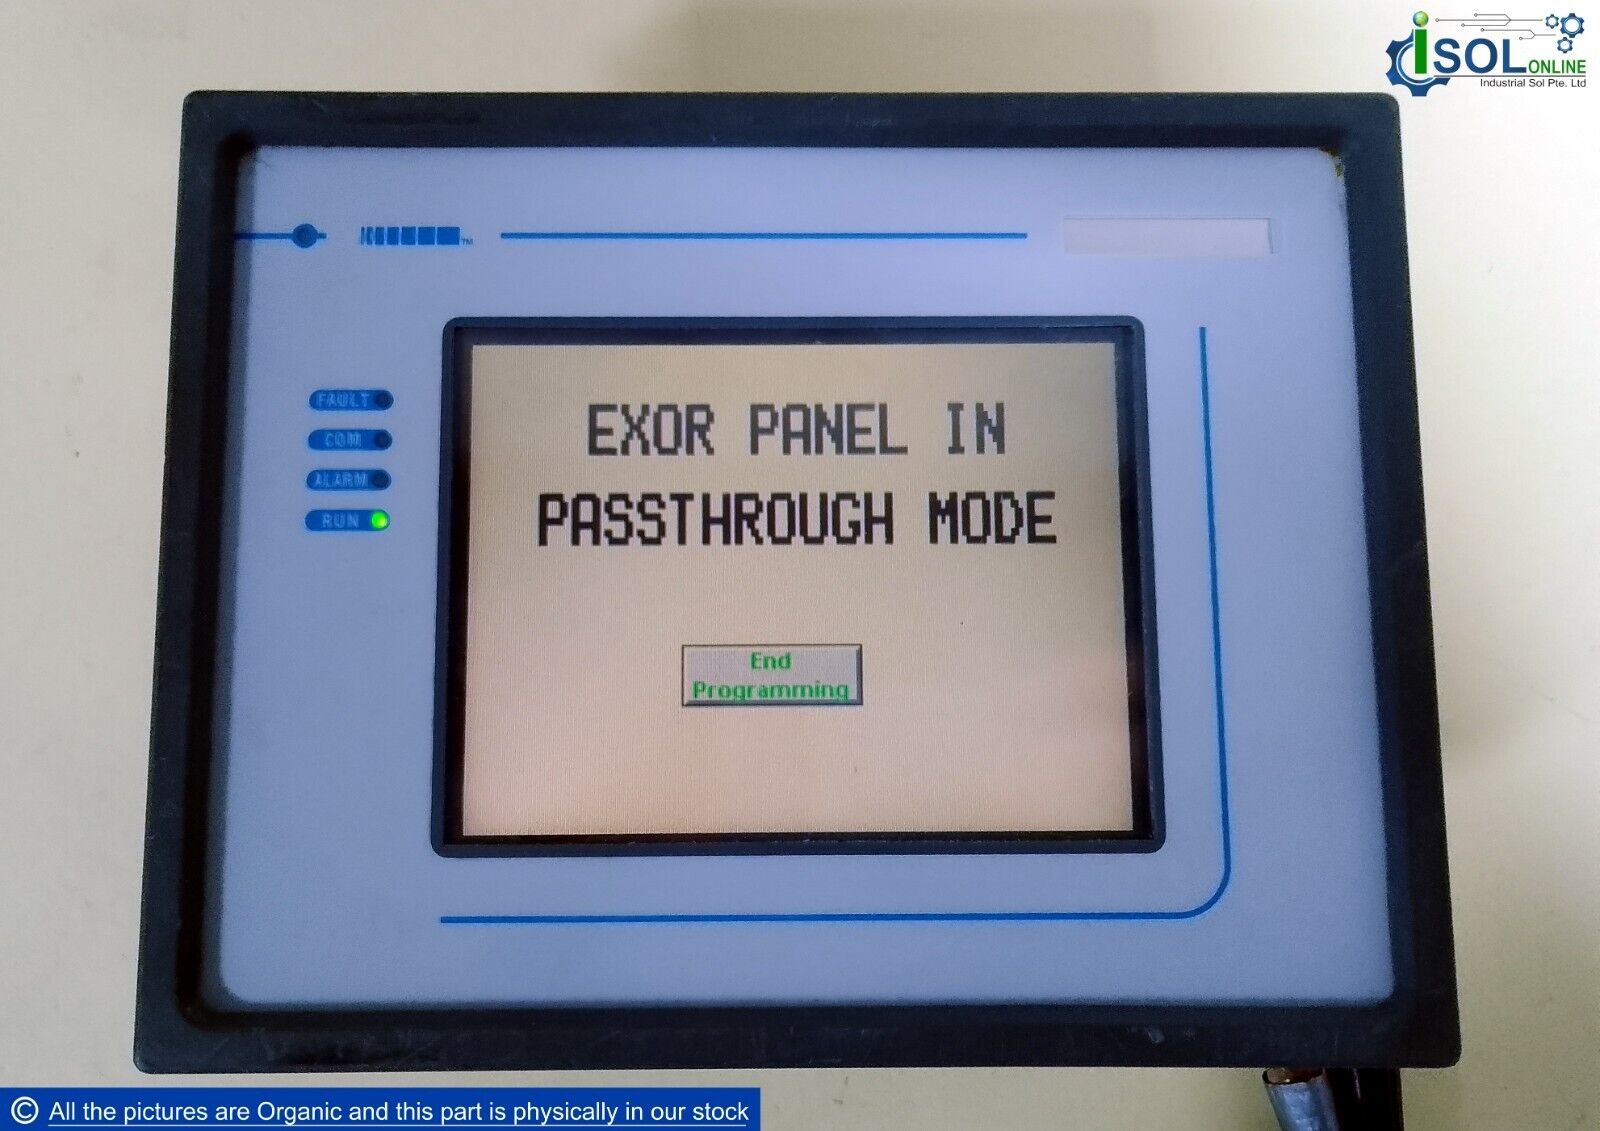 iSOL ONLINE
Industrial Sol Pte. Ltd
TM
FAULT
COM
ALARM
RUN
EXOR PANEL IN
PASSTHROUGH MODE
End
Programming
© All the pictures are Organic and this part is physically in our stock